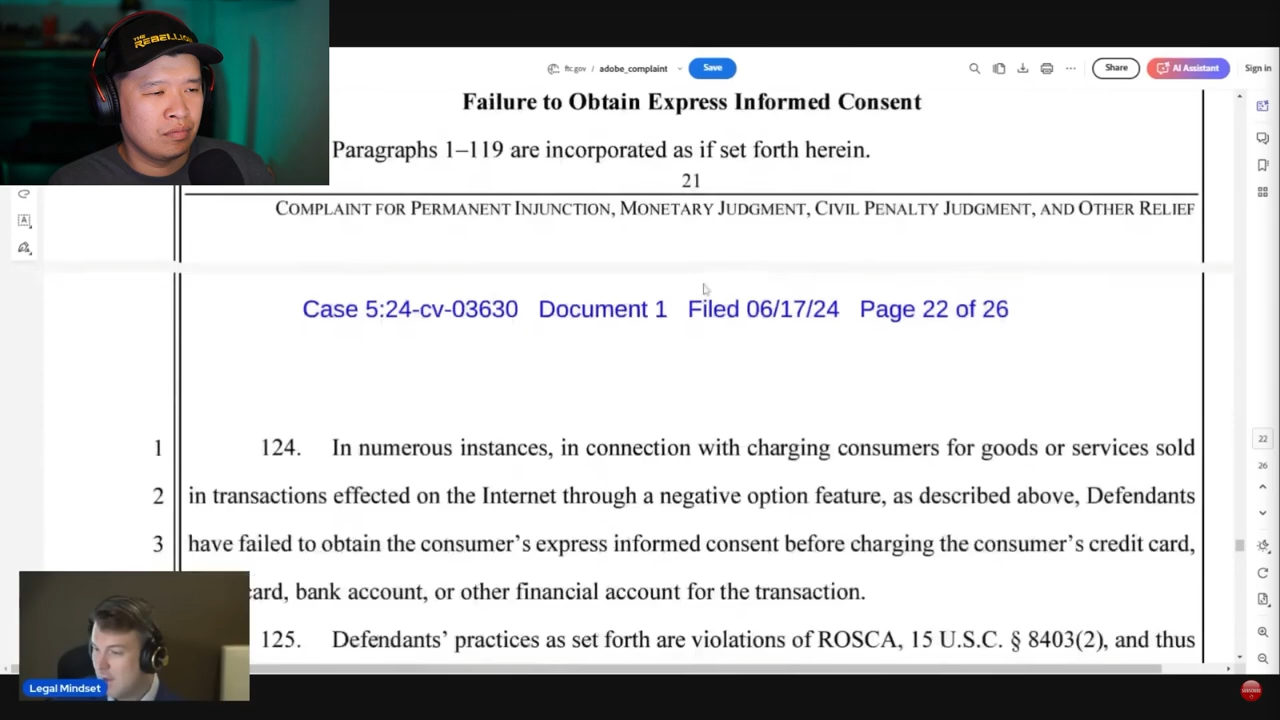 THE
REBELLION
ftc.gov / adobe_complaint
Save
Share
AI Assistant
Sign in
Failure to Obtain Express Informed Consent
Paragraphs 1–119 are incorporated as if set forth herein.
21
COMPLAINT FOR PERMANENT INJUNCTION, MONETARY JUDGMENT, CIVIL PENALTY JUDGMENT, AND OTHER RELIEF
Case 5:24-cv-03630 Document 1 Filed 06/17/24 Page 22 of 26
1 124. In numerous instances, in connection with charging consumers for goods or services sold
2 in transactions effected on the Internet through a negative option feature, as described above, Defendants
3 have failed to obtain the consumer's express informed consent before charging the consumer's credit card,
ard, bank account, or other financial account for the transaction.
125. Defendants' practices as set forth are violations of ROSCA, 15 U.S.C. § 8403(2), and thus
22
26
Legal Mindset
SUBSCRIBE